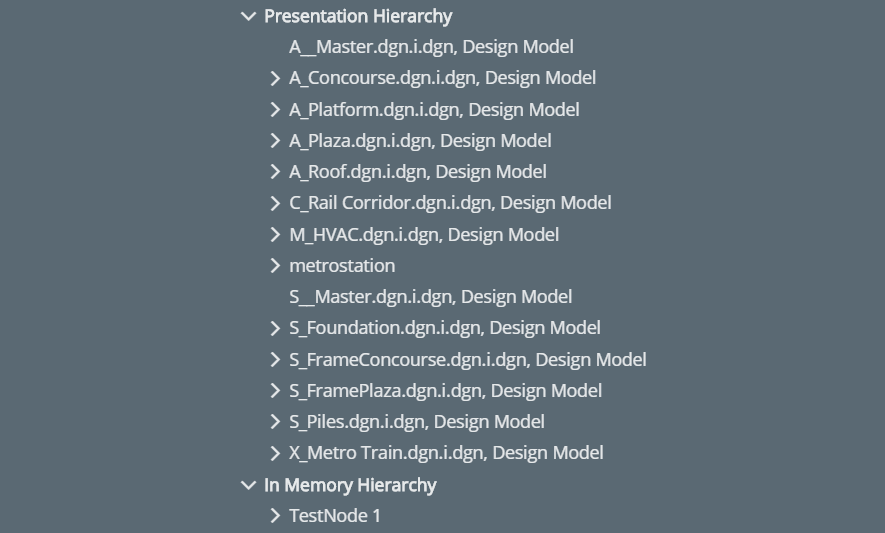 Presentation Hierarchy
A__Master.dgn.i.dgn, Design Model
A_Concourse.dgn.i.dgn, Design Model
A_Platform.dgn.i.dgn, Design Model
A_Plaza.dgn.i.dgn, Design Model
A_Roof.dgn.i.dgn, Design Model
C_Rail Corridor.dgn.i.dgn, Design Model
M_HVAC.dgn.i.dgn, Design Model
metrostation
S__Master.dgn.i.dgn, Design Model
S_Foundation.dgn.i.dgn, Design Model
S_FrameConcourse.dgn.i.dgn, Design Model
S_FramePlaza.dgn.i.dgn, Design Model
S_Piles.dgn.i.dgn, Design Model
X_Metro Train.dgn.i.dgn, Design Model
In Memory Hierarchy
TestNode 1